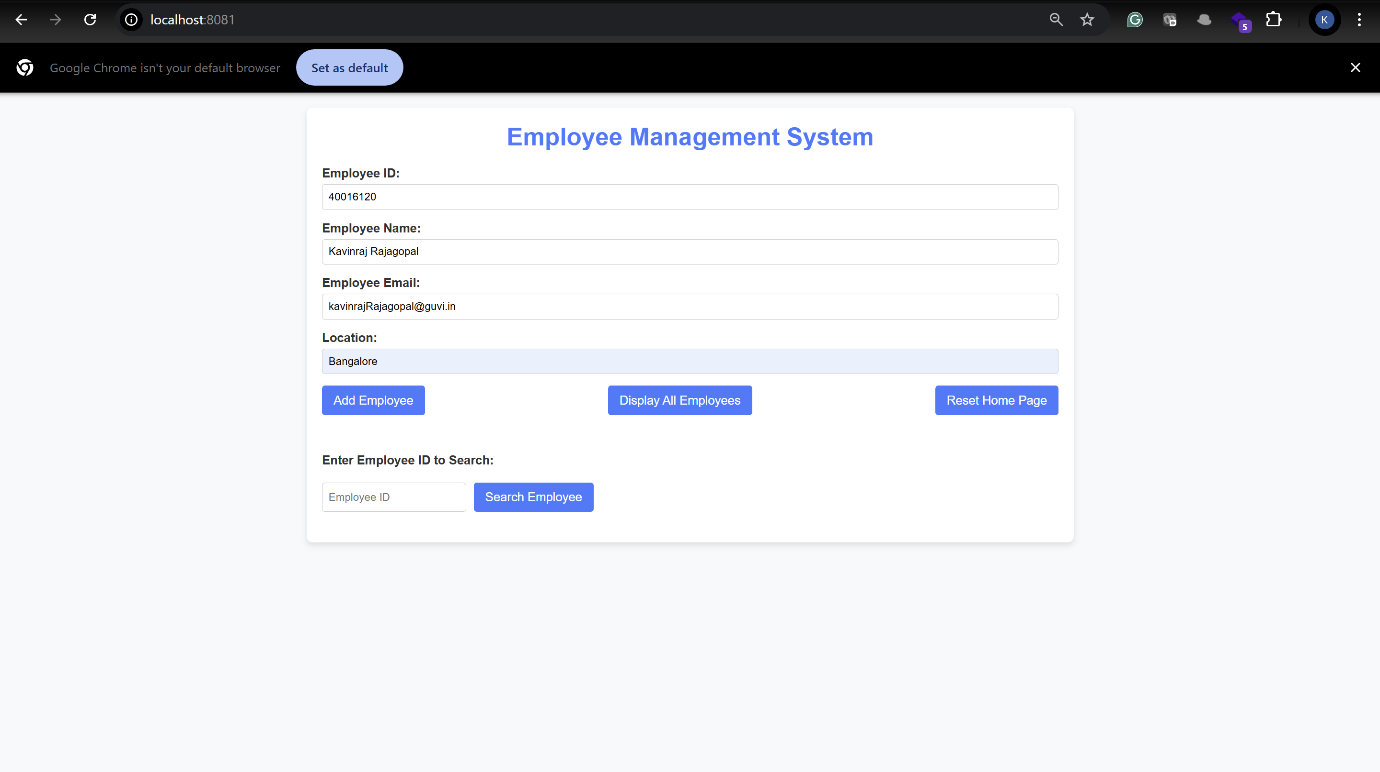 localhost:8081
5
K
Google Chrome isn't your default browser Set as default
Employee Management System
Employee ID:
40016120
Employee Name:
Kavinraj Rajagopal
Employee Email:
kavinrajRajagopal@guvi.in
Location:
Bangalore
Add Employee Display All Employees Reset Home Page
Enter Employee ID to Search:
Employee ID Search Employee